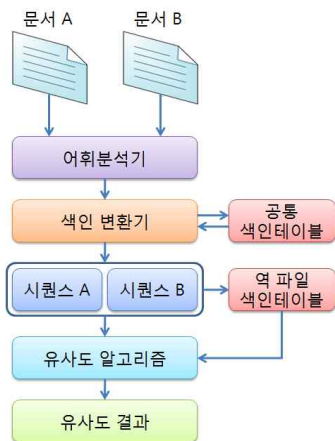 문서 A
문서 B
어휘분석기
색인 변환기
공통
색인테이블
시퀀스 A
시퀀스 B
역 파일
색인테이블
유사도 알고리즘
유사도 결과